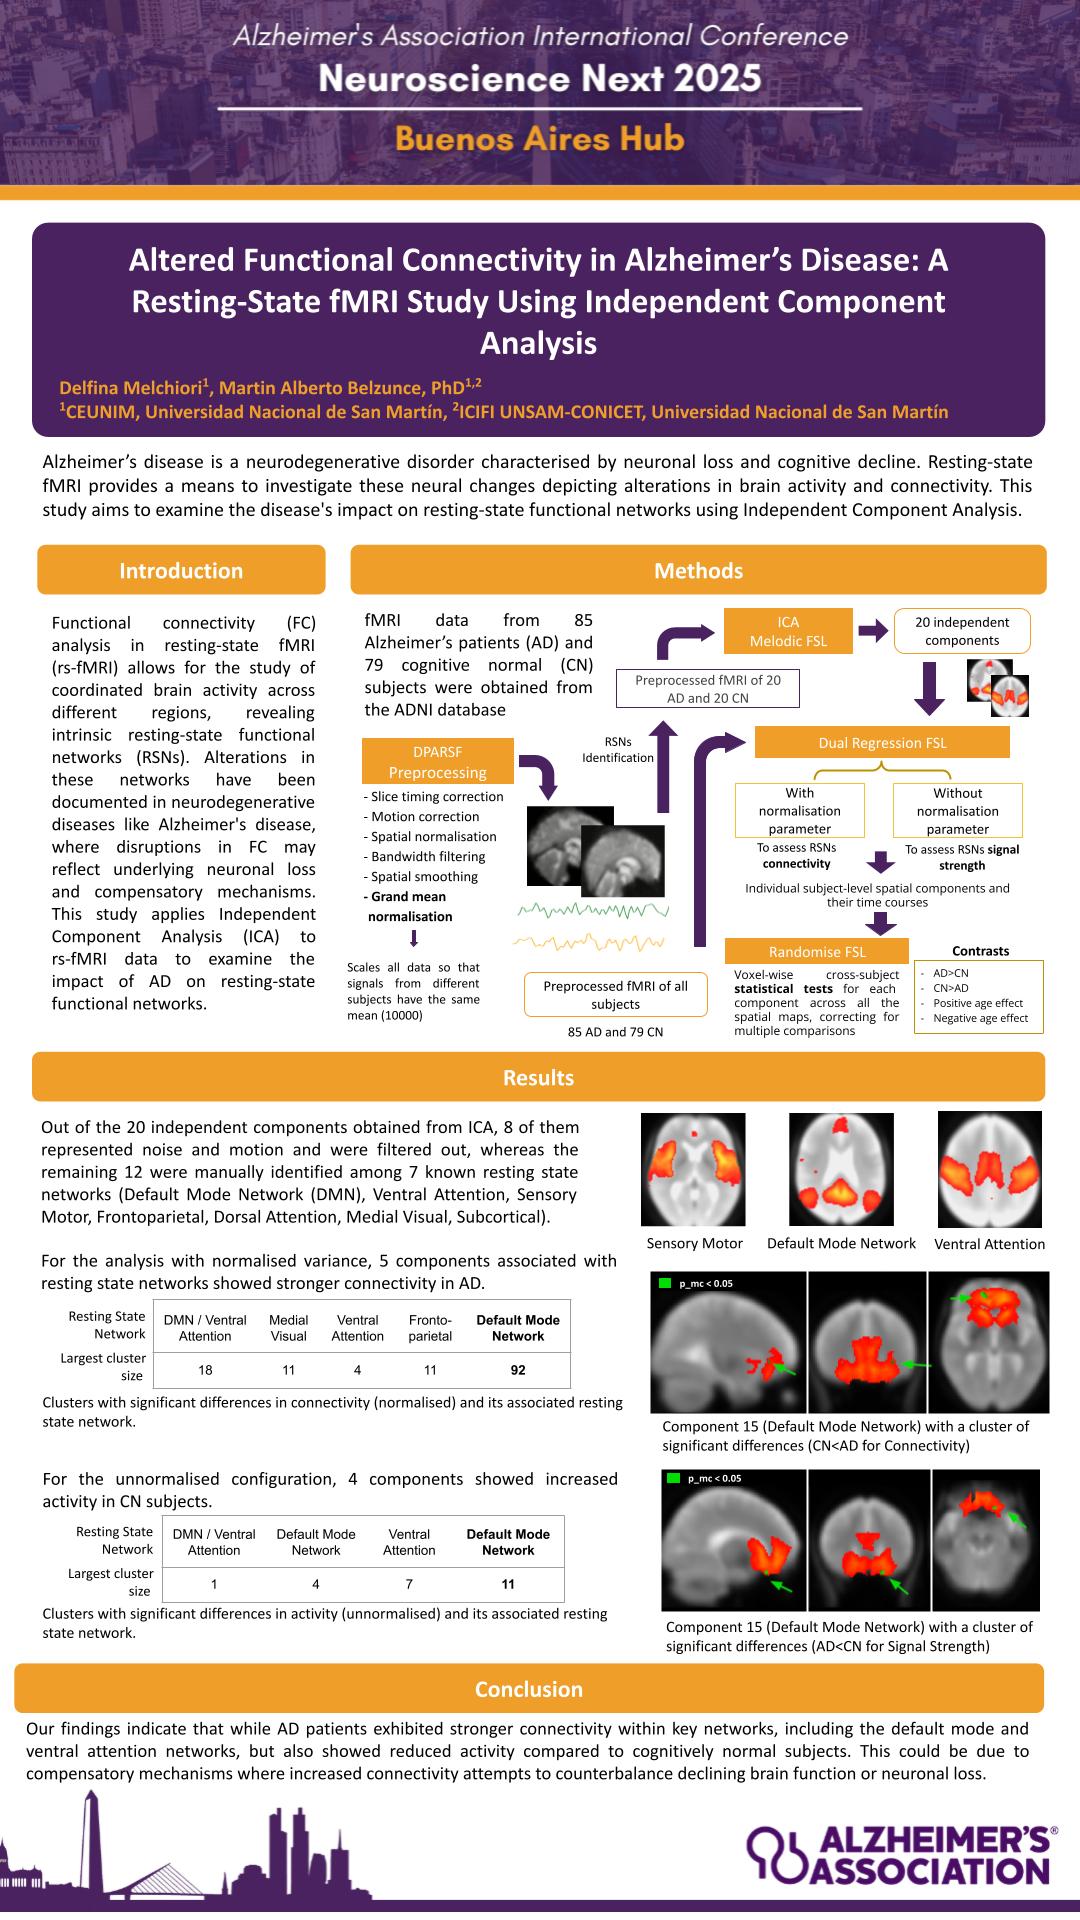 Alzheimer's Association International Conference
Neuroscience Next 2025
Buenos Aires Hub
Altered Functional Connectivity in Alzheimer’s Disease: A
Resting-State fMRI Study Using Independent Component
Analysis
Delfina Melchiori1, Martin Alberto Belzunce, PhD1,2
1CEUNIM, Universidad Nacional de San Martín, 2ICIFI UNSAM-CONICET, Universidad Nacional de San Martín
Alzheimer’s disease is a neurodegenerative disorder characterised by neuronal loss and cognitive decline. Resting-state
fMRI provides a means to investigate these neural changes depicting alterations in brain activity and connectivity. This
study aims to examine the disease's impact on resting-state functional networks using Independent Component Analysis.
Introduction
Functional connectivity (FC)
analysis in resting-state fMRI
(rs-fMRI) allows for the study of
coordinated brain activity across
different regions, revealing
intrinsic resting-state functional
networks (RSNs). Alterations in
these networks have been
documented in neurodegenerative
diseases like Alzheimer's disease,
where disruptions in FC may
reflect underlying neuronal loss
and compensatory mechanisms.
This study applies Independent
Component Analysis (ICA) to
rs-fMRI data to examine the
impact of AD on resting-state
functional networks.
Methods
fMRI data from 85
Alzheimer’s patients (AD) and
79 cognitive normal (CN)
subjects were obtained from
the ADNI database
DPARSF
Preprocessing
- Slice timing correction
- Motion correction
- Spatial normalisation
- Bandwidth filtering
- Spatial smoothing
- Grand mean
normalisation
Scales all data so that
signals from different
subjects have the same
mean (10000)
Preprocessed fMRI of all
subjects
85 AD and 79 CN
RSNs
Identification
Preprocessed fMRI of 20
AD and 20 CN
ICA
Melodic FSL
20 independent
components
Dual Regression FSL
With
normalisation
parameter
Without
normalisation
parameter
To assess RSNs
connectivity
To assess RSNs signal
strength
Individual subject-level spatial components and
their time courses
Randomise FSL
Voxel-wise cross-subject
statistical tests for each
component across all the
spatial maps, correcting for
multiple comparisons
Contrasts
- AD>CN
- CN>AD
- Positive age effect
- Negative age effect
Results
Out of the 20 independent components obtained from ICA, 8 of them
represented noise and motion and were filtered out, whereas the
remaining 12 were manually identified among 7 known resting state
networks (Default Mode Network (DMN), Ventral Attention, Sensory
Motor, Frontoparietal, Dorsal Attention, Medial Visual, Subcortical).
Sensory Motor Default Mode Network Ventral Attention
For the analysis with normalised variance, 5 components associated with
resting state networks showed stronger connectivity in AD.
Resting State DMN / Ventral Medial Ventral Fronto- Default Mode
Network Attention Visual Attention parietal Network
Largest cluster
size 18 11 4 11 92
Clusters with significant differences in connectivity (normalised) and its associated resting
state network.
p_mc < 0.05
Component 15 (Default Mode Network) with a cluster of
significant differences (CN<AD for Connectivity)
For the unnormalised configuration, 4 components showed increased
activity in CN subjects.
Resting State DMN / Ventral Default Mode Ventral Default Mode
Network Attention Network Attention Network
Largest cluster
size 1 4 7 11
Clusters with significant differences in activity (unnormalised) and its associated resting
state network.
p_mc < 0.05
Component 15 (Default Mode Network) with a cluster of
significant differences (AD<CN for Signal Strength)
Conclusion
Our findings indicate that while AD patients exhibited stronger connectivity within key networks, including the default mode and
ventral attention networks, but also showed reduced activity compared to cognitively normal subjects. This could be due to
compensatory mechanisms where increased connectivity attempts to counterbalance declining brain function or neuronal loss.
ALZHEIMER'S®
ASSOCIATION